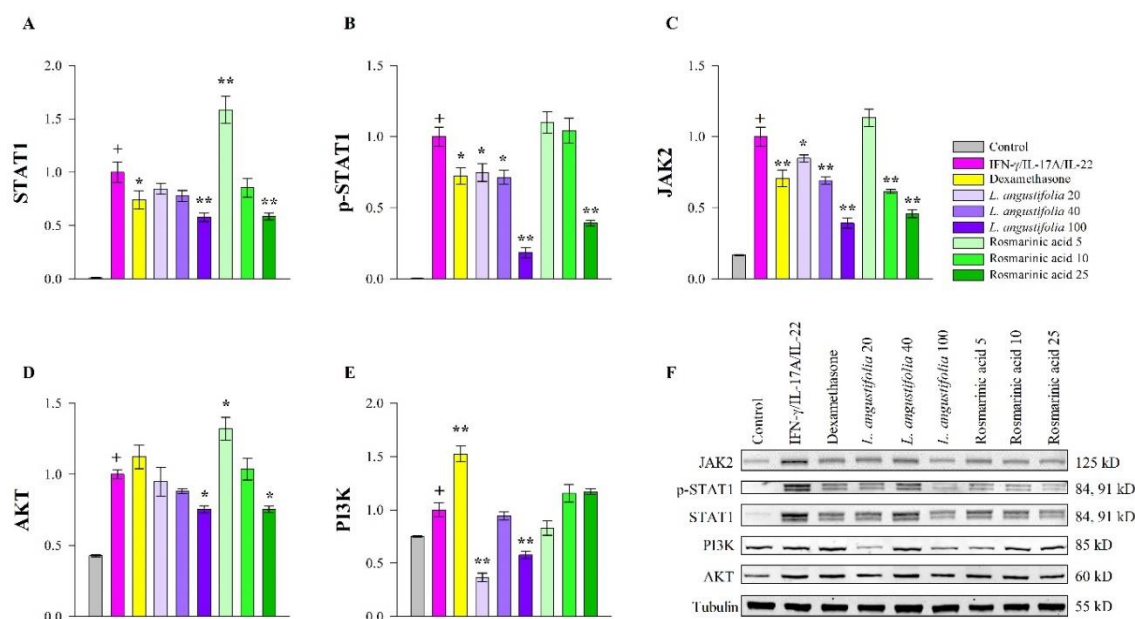 A
B
C
STAT1
2.0
1.5
1.0
0.5
0.0
+
*
**
**
**
p-STAT1
1.5
1.0
0.5
0.0
+
*
*
*
**
**
JAK2
1.5
1.0
0.5
0.0
+
**
*
**
**
**
**
Control
IFN-γ/IL-17A/IL-22
Dexamethasone
L. angustifolia 20
L. angustifolia 40
L. angustifolia 100
Rosmarinic acid 5
Rosmarinic acid 10
Rosmarinic acid 25
D
E
F
AKT
1.5
1.0
0.5
0.0
+
*
*
*
PI3K
2.0
1.5
1.0
0.5
0.0
+
**
**
**
Control
IFN-γ/IL-17A/IL-22
Dexamethasone
L. angustifolia 20
L. angustifolia 40
L. angustifolia 100
Rosmarinic acid 5
Rosmarinic acid 10
Rosmarinic acid 25
JAK2 125 kD
p-STAT1 84, 91 kD
STAT1 84, 91 kD
PI3K 85 kD
AKT 60 kD
Tubulin 55 kD